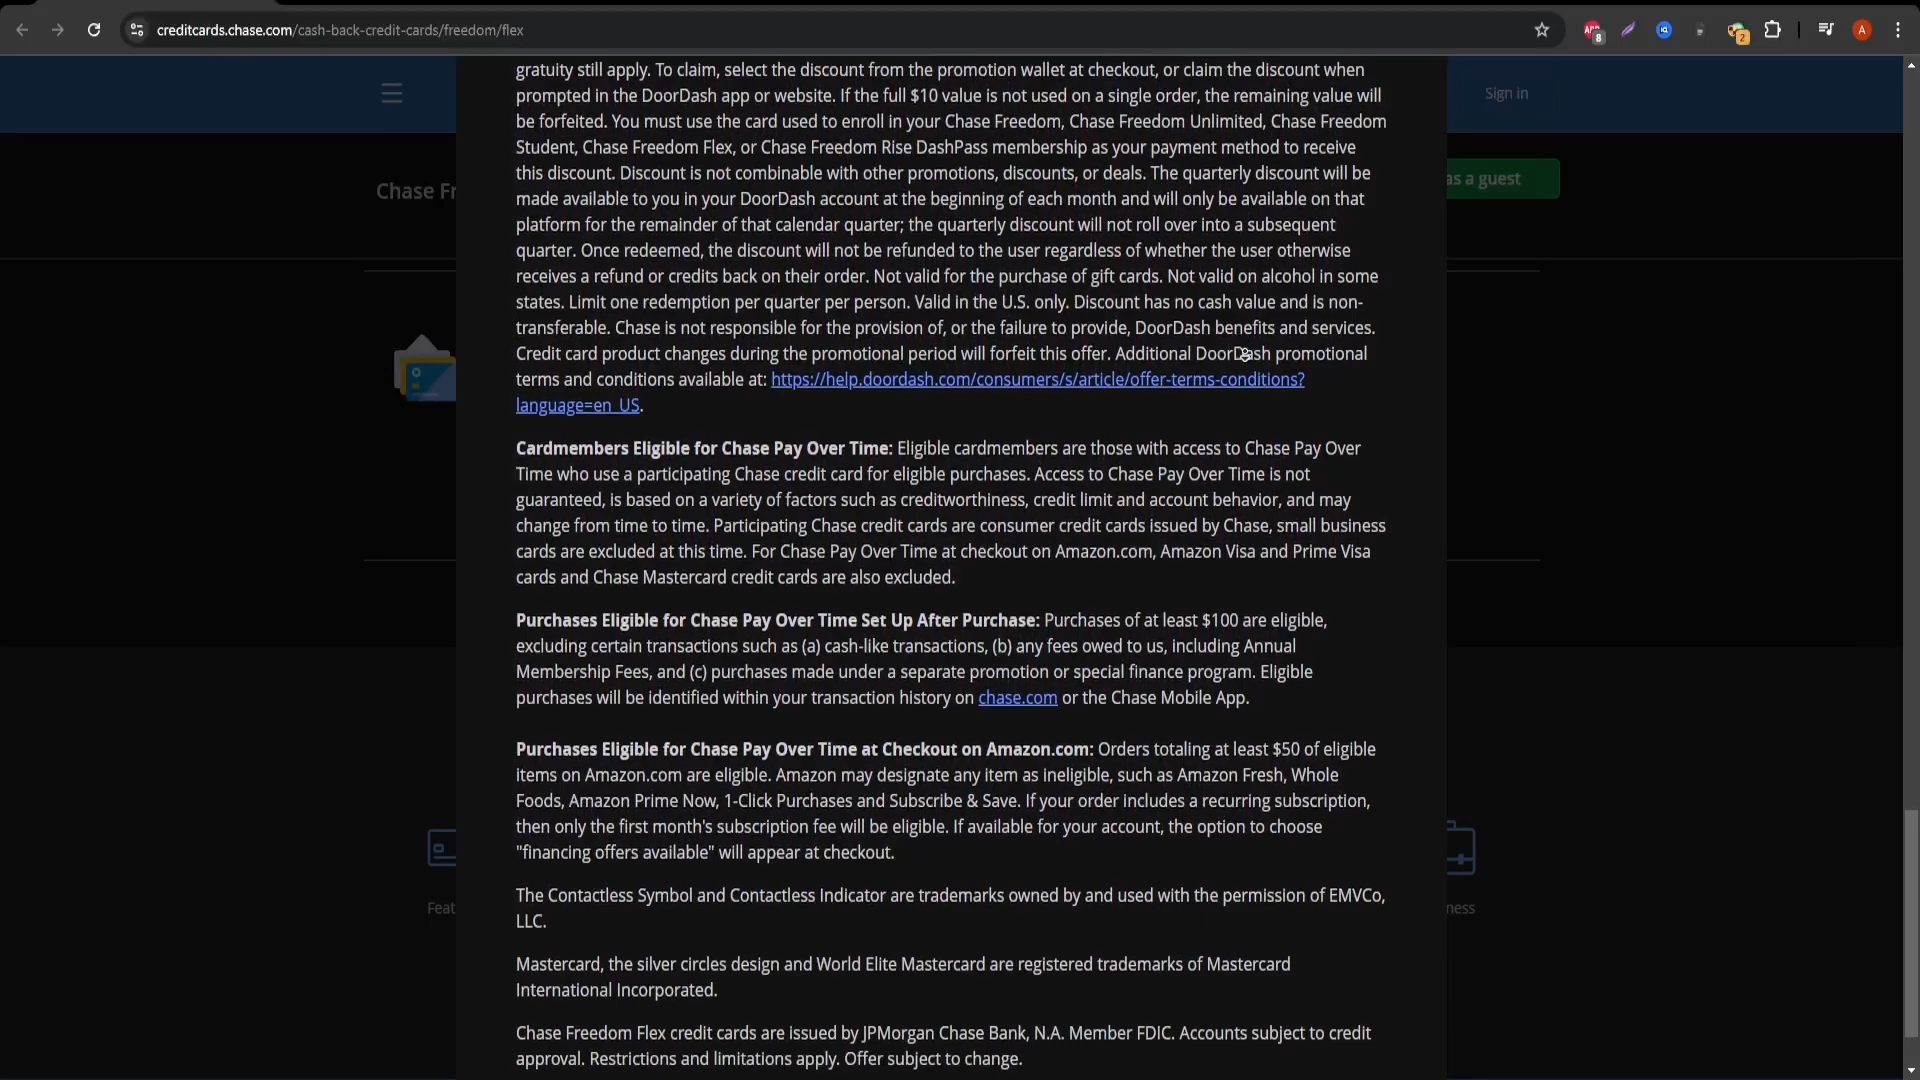 creditcards.chase.com/cash-back-credit-cards/freedom/flex
8
2
A
Sign in
Chase Fr
as a guest
gratuity still apply. To claim, select the discount from the promotion wallet at checkout, or claim the discount when
prompted in the DoorDash app or website. If the full $10 value is not used on a single order, the remaining value will
be forfeited. You must use the card used to enroll in your Chase Freedom, Chase Freedom Unlimited, Chase Freedom
Student, Chase Freedom Flex, or Chase Freedom Rise DashPass membership as your payment method to receive
this discount. Discount is not combinable with other promotions, discounts, or deals. The quarterly discount will be
made available to you in your DoorDash account at the beginning of each month and will only be available on that
platform for the remainder of that calendar quarter; the quarterly discount will not roll over into a subsequent
quarter. Once redeemed, the discount will not be refunded to the user regardless of whether the user otherwise
receives a refund or credits back on their order. Not valid for the purchase of gift cards. Not valid on alcohol in some
states. Limit one redemption per quarter per person. Valid in the U.S. only. Discount has no cash value and is non-
transferable. Chase is not responsible for the provision of, or the failure to provide, DoorDash benefits and services.
Credit card product changes during the promotional period will forfeit this offer. Additional DoorDash promotional
terms and conditions available at: https://help.doordash.com/consumers/s/article/offer-terms-conditions?
language=en_US.
Cardmembers Eligible for Chase Pay Over Time: Eligible cardmembers are those with access to Chase Pay Over
Time who use a participating Chase credit card for eligible purchases. Access to Chase Pay Over Time is not
guaranteed, is based on a variety of factors such as creditworthiness, credit limit and account behavior, and may
change from time to time. Participating Chase credit cards are consumer credit cards issued by Chase, small business
cards are excluded at this time. For Chase Pay Over Time at checkout on Amazon.com, Amazon Visa and Prime Visa
cards and Chase Mastercard credit cards are also excluded.
Purchases Eligible for Chase Pay Over Time Set Up After Purchase: Purchases of at least $100 are eligible,
excluding certain transactions such as (a) cash-like transactions, (b) any fees owed to us, including Annual
Membership Fees, and (c) purchases made under a separate promotion or special finance program. Eligible
purchases will be identified within your transaction history on chase.com or the Chase Mobile App.
Purchases Eligible for Chase Pay Over Time at Checkout on Amazon.com: Orders totaling at least $50 of eligible
items on Amazon.com are eligible. Amazon may designate any item as ineligible, such as Amazon Fresh, Whole
Foods, Amazon Prime Now, 1-Click Purchases and Subscribe & Save. If your order includes a recurring subscription,
then only the first month's subscription fee will be eligible. If available for your account, the option to choose
"financing offers available" will appear at checkout.
The Contactless Symbol and Contactless Indicator are trademarks owned by and used with the permission of EMVCo,
LLC.
Feat
ness
Mastercard, the silver circles design and World Elite Mastercard are registered trademarks of Mastercard
International Incorporated.
Chase Freedom Flex credit cards are issued by JPMorgan Chase Bank, N.A. Member FDIC. Accounts subject to credit
approval. Restrictions and limitations apply. Offer subject to change.